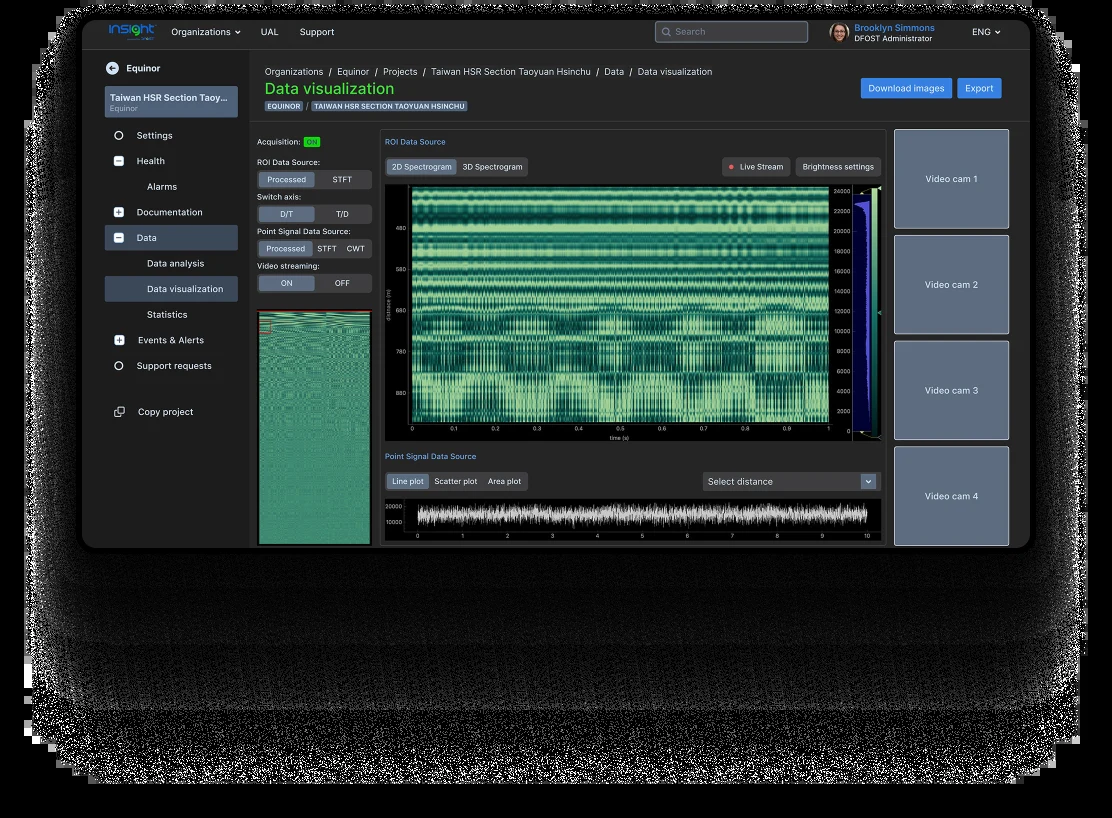 insight
Organizations
UAL
Support
Search
Brooklyn Simmons
DFOST Administrator
ENG
Equinor
Taiwan HSR Section Taoy...
Equinor
Settings
Health
Alarms
Documentation
Data
Data analysis
Data visualization
Statistics
Events & Alerts
Support requests
Copy project
Organizations / Equinor / Projects / Taiwan HSR Section Taoyuan Hsinchu / Data / Data visualization
Data visualization
EQUINOR / TAIWAN HSR SECTION TAOYUAN HSINCHU
Download images
Export
Acquisition: ON
ROI Data Source:
Processed STFT
Switch axis:
D/T T/D
Point Signal Data Source:
Processed STFT CWT
Video streaming:
ON OFF
ROI Data Source
2D Spectrogram 3D Spectrogram
Live Stream
Brightness settings
distnace (m)
480
580
680
780
880
0 0.1 0.2 0.3 0.4 0.5 0.6 0.7 0.8 0.9 1
time (s)
24000
22000
20000
18000
16000
14000
12000
10000
8000
6000
4000
2000
0
Point Signal Data Source
Line plot Scatter plot Area plot
Select distance
20000
10000
0 1 2 3 4 5 6 7 8 9 10
Video cam 1
Video cam 2
Video cam 3
Video cam 4